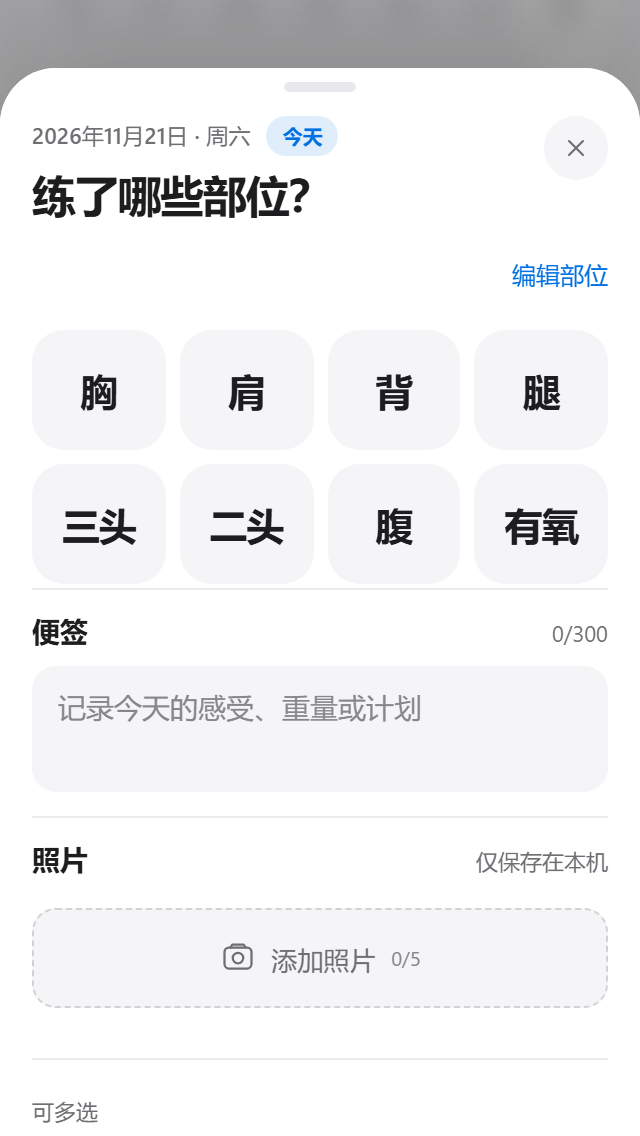 2026年11月21日 · 周六 今天
练了哪些部位？
编辑部位
胸 肩 背 腿
三头 二头 腹 有氧
便签 0/300
记录今天的感受、重量或计划
照片 仅保存在本机
添加照片 0/5
可多选